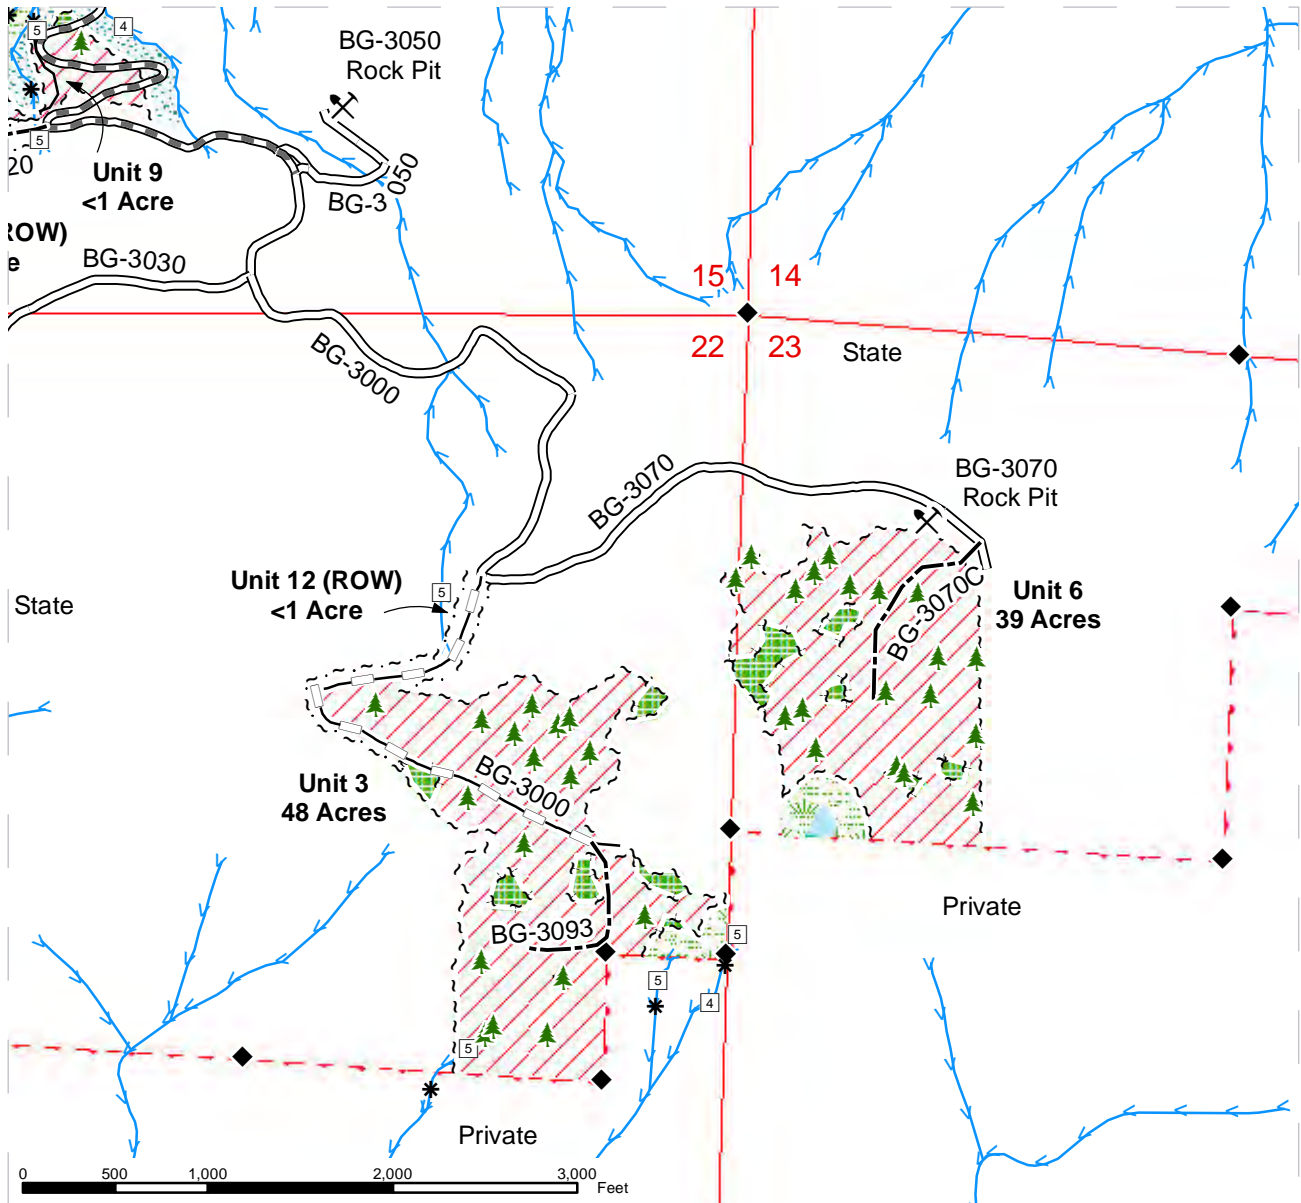 5
4
BG-3050
Rock Pit
5
20
Unit 9
<1 Acre
BG-3
050
ROW)
e
BG-3030
15
14
22
23
State
BG-3000
BG-3070
BG-3070
Rock Pit
Unit 12 (ROW)
<1 Acre
5
State
BG-3070C
Unit 6
39 Acres
Unit 3
48 Acres
BG-3000
Private
BG-3093
5
5
4
5
Private
0
500
1,000
2,000
3,000
Feet